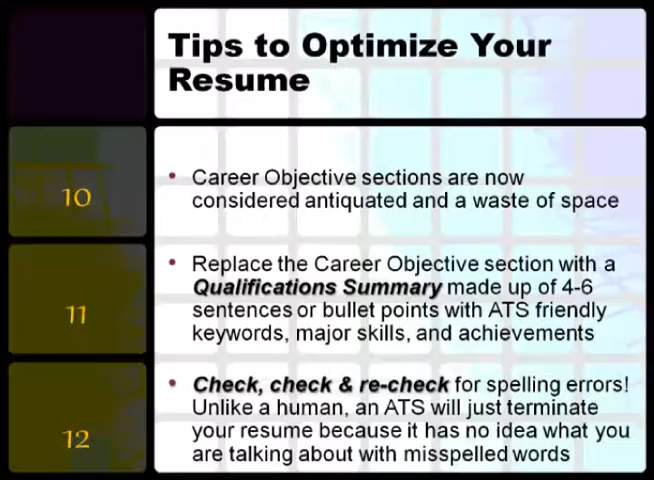 Tips to Optimize Your
Resume
10
• Career Objective sections are now
considered antiquated and a waste of space
11
• Replace the Career Objective section with a
Qualifications Summary made up of 4-6
sentences or bullet points with ATS friendly
keywords, major skills, and achievements
12
• Check, check & re-check for spelling errors!
Unlike a human, an ATS will just terminate
your resume because it has no idea what you
are talking about with misspelled words